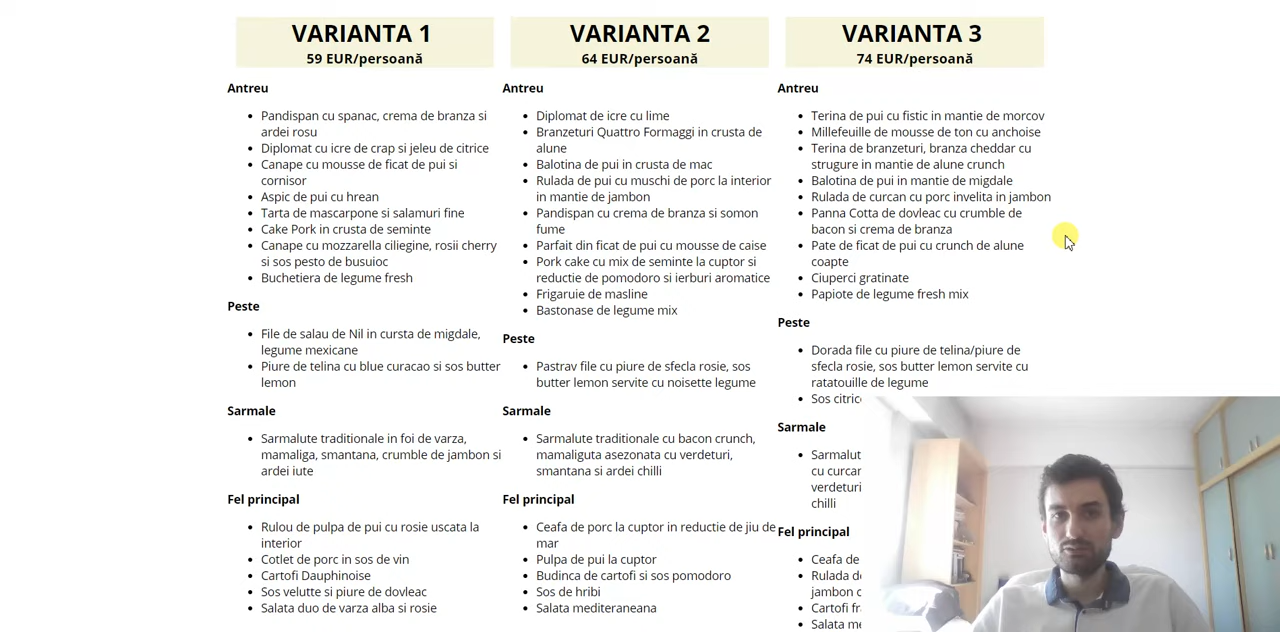 VARIANTA 1
59 EUR/persoană
Antreu
Pandispan cu spanac, crema de branza si
ardei rosu
Diplomat cu icre de crap si jeleu de citrice
Canape cu mousse de ficat de pui si
cornisor
Aspic de pui cu hrean
Tarta de mascarpone si salamuri fine
Cake Pork in crusta de seminte
Canape cu mozzarella ciliegine, rosii cherry
si sos pesto de busuioc
Buchetiera de legume fresh
Peste
File de salau de Nil in cursta de migdale,
legume mexicane
Piure de telina cu blue curacao si sos butter
lemon
Sarmale
Sarmalute traditionale in foi de varza,
mamaliga, smantana, crumble de jambon si
ardei iute
Fel principal
Rulou de pulpa de pui cu rosie uscata la
interior
Cotlet de porc in sos de vin
Cartofi Dauphinoise
Sos velutte si piure de dovleac
Salata duo de varza alba si rosie
VARIANTA 2
64 EUR/persoană
Antreu
Diplomat de icre cu lime
Branzeturi Quattro Formaggi in crusta de
alune
Balotina de pui in crusta de mac
Rulada de pui cu muschi de porc la interior
in mantie de jambon
Pandispan cu crema de branza si somon
fume
Parfait din ficat de pui cu mousse de caise
Pork cake cu mix de seminte la cuptor si
reductie de pomodoro si ierburi aromatice
Frigaruie de masline
Bastonase de legume mix
Peste
Pastrav file cu piure de sfecla rosie, sos
butter lemon servite cu noisette legume
Sarmale
Sarmalute traditionale cu bacon crunch,
mamaliguta asezonata cu verdeturi,
smantana si ardei chilli
Fel principal
Ceafa de porc la cuptor in reductie de jiu de
mar
Pulpa de pui la cuptor
Budinca de cartofi si sos pomodoro
Sos de hribi
Salata mediteraneana
VARIANTA 3
74 EUR/persoană
Antreu
Terina de pui cu fistic in mantie de morcov
Millefeuille de mousse de ton cu anchoise
Terina de branzeturi, branza cheddar cu
strugure in mantie de alune crunch
Balotina de pui in mantie de migdale
Rulada de curcan cu porc invelita in jambon
Panna Cotta de dovleac cu crumble de
bacon si crema de branza
Pate de ficat de pui cu crunch de alune
coapte
Ciuperci gratinate
Papiote de legume fresh mix
Peste
Dorada file cu piure de telina/piure de
sfecla rosie, sos butter lemon servite cu
ratatouille de legume
Sos citric
Sarmale
Sarmalut
cu curcar
verdeturi
chilli
Fel principal
Ceafa de
Rulada
jambon
Cartofi
Salata